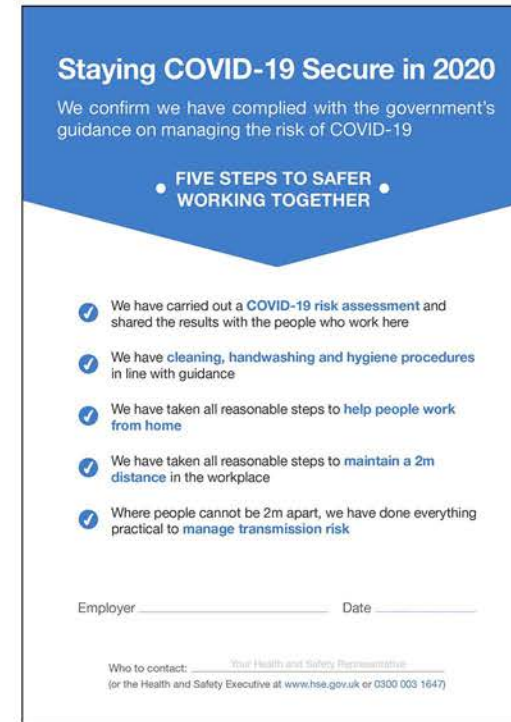 Staying COVID-19 Secure in 2020
We confirm we have complied with the government's
guidance on managing the risk of COVID-19
FIVE STEPS TO SAFER
WORKING TOGETHER
We have carried out a COVID-19 risk assessment and
shared the results with the people who work here
We have cleaning, handwashing and hygiene procedures
in line with guidance
We have taken all reasonable steps to help people work
from home
We have taken all reasonable steps to maintain a 2m
distance in the workplace
Where people cannot be 2m apart, we have done everything
practical to manage transmission risk
Employer Date
Who to contact: Your Health and Safety Representative
(or the Health and Safety Executive at www.hse.gov.uk or 0300 003 1647)